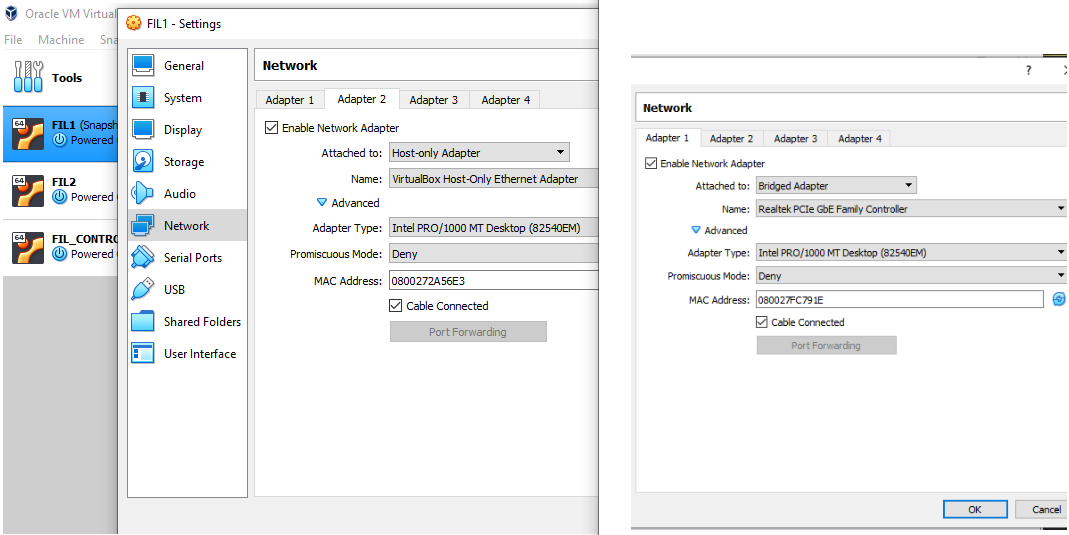 Oracle VM Virtual
File Machine Sna
Tools
64
FIL1 (Snapsh
Powered
64
FIL2
Powered
64
FIL_CONTRO
Powered
FIL1 - Settings
General
System
Display
Storage
Audio
Network
Serial Ports
USB
Shared Folders
User Interface
Network
Adapter 1 Adapter 2 Adapter 3 Adapter 4
Enable Network Adapter
Attached to: Host-only Adapter
Name: VirtualBox Host-Only Ethernet Adapter
Advanced
Adapter Type: Intel PRO/1000 MT Desktop (82540EM)
Promiscuous Mode: Deny
MAC Address: 0800272A56E3
Cable Connected
Port Forwarding
?
Network
Adapter 1 Adapter 2 Adapter 3 Adapter 4
Enable Network Adapter
Attached to: Bridged Adapter
Name: Realtek PCIe GbE Family Controller
Advanced
Adapter Type: Intel PRO/1000 MT Desktop (82540EM)
Promiscuous Mode: Deny
MAC Address: 080027FC791E
Cable Connected
Port Forwarding
OK Cancel